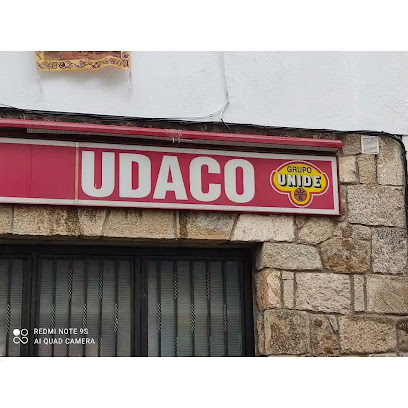 UDACO
GRUPO
UNIDE
REDMI NOTE 9S
AI QUAD CAMERA